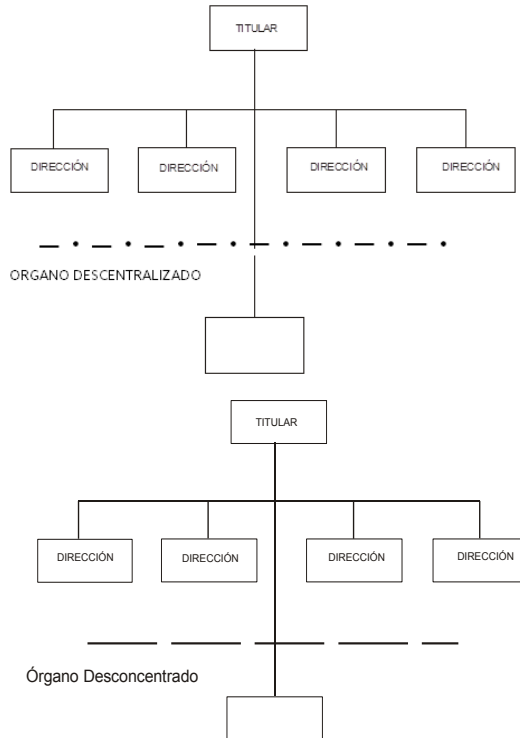 TITULAR
DIRECCIÓN DIRECCIÓN DIRECCIÓN DIRECCIÓN
ORGANO DESCENTRALIZADO
TITULAR
DIRECCIÓN DIRECCIÓN DIRECCIÓN DIRECCIÓN
Órgano Desconcentrado